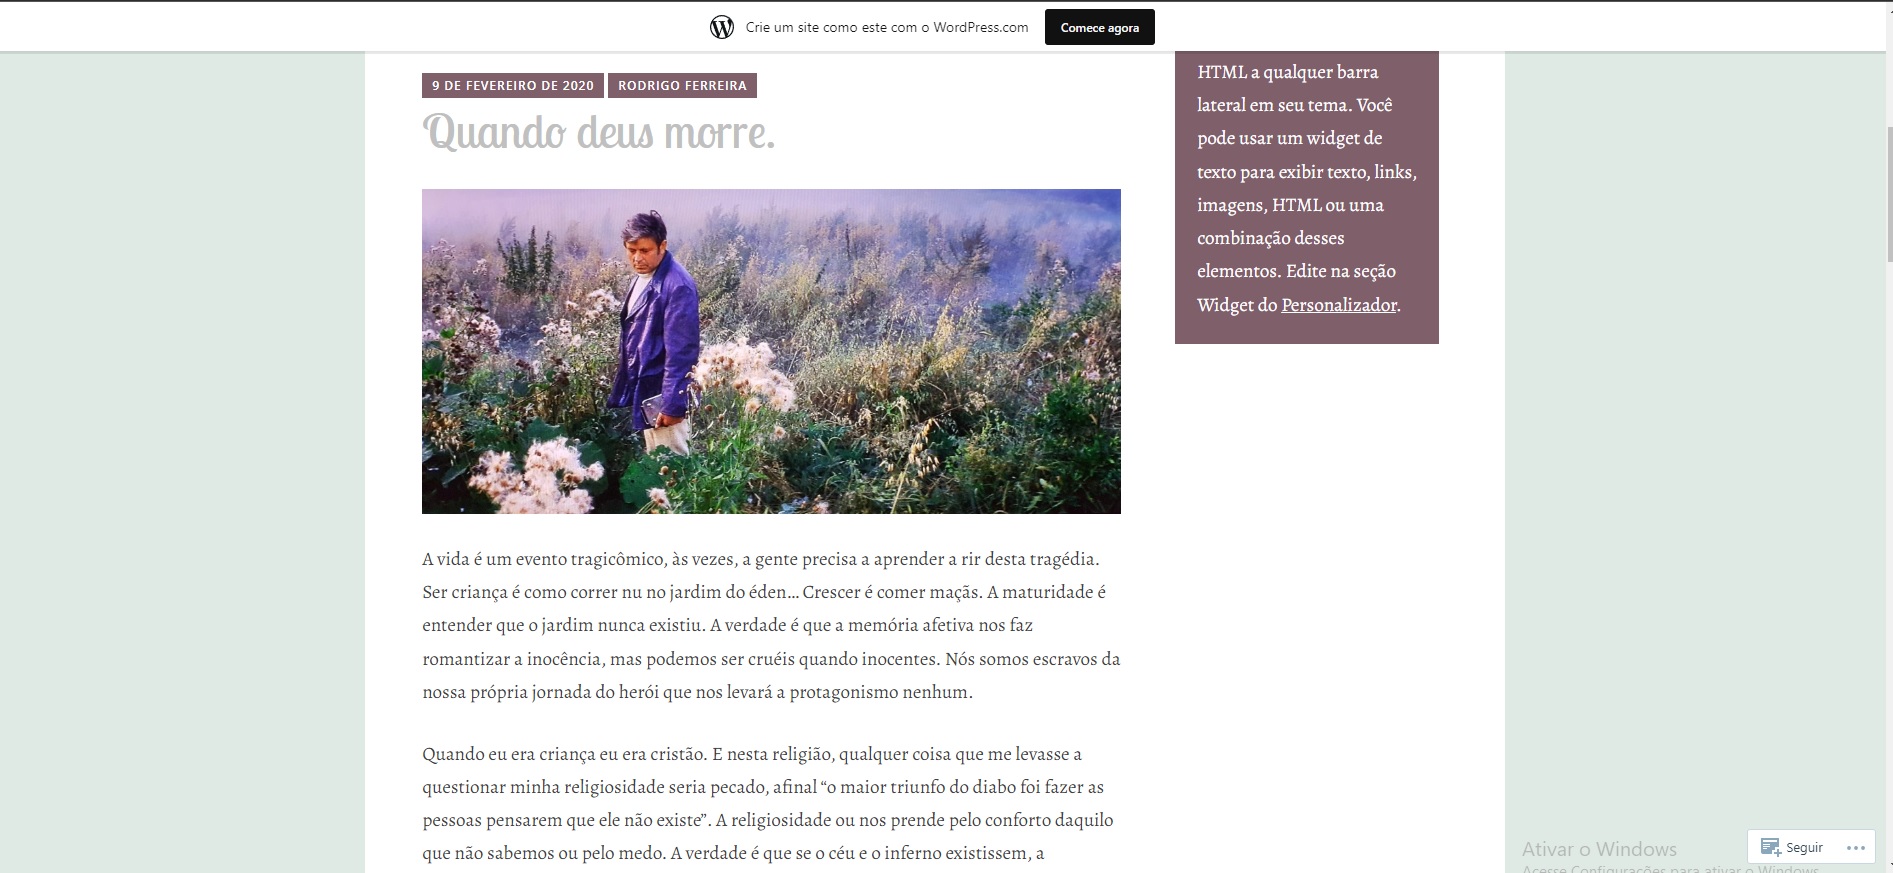 Crie um site como este com o WordPress.com
Comece agora
9 DE FEVEREIRO DE 2020
RODRIGO FERREIRA
Quando deus morre.
A vida é um evento tragicômico, às vezes, a gente precisa a aprender a rir desta tragédia.
Ser criança é como correr nu no jardim do éden… Crescer é comer maçãs. A maturidade é
entender que o jardim nunca existiu. A verdade é que a memória afetiva nos faz
romantizar a inocência, mas podemos ser cruéis quando inocentes. Nós somos escravos da
nossa própria jornada do herói que nos levará a protagonismo nenhum.
Quando eu era criança eu era cristão. E nesta religião, qualquer coisa que me levasse a
questionar minha religiosidade seria pecado, afinal “o maior triunfo do diabo foi fazer as
pessoas pensarem que ele não existe”. A religiosidade ou nos prende pelo conforto daquilo
que não sabemos ou pelo medo. A verdade é que se o céu e o inferno existissem, a
HTML a qualquer barra
lateral em seu tema. Você
pode usar um widget de
texto para exibir texto, links,
imagens, HTML ou uma
combinação desses
elementos. Edite na seção
Widget do Personalizador.
Ativar o Windows
Acesse Configurações para ativar o Windows.
Seguir